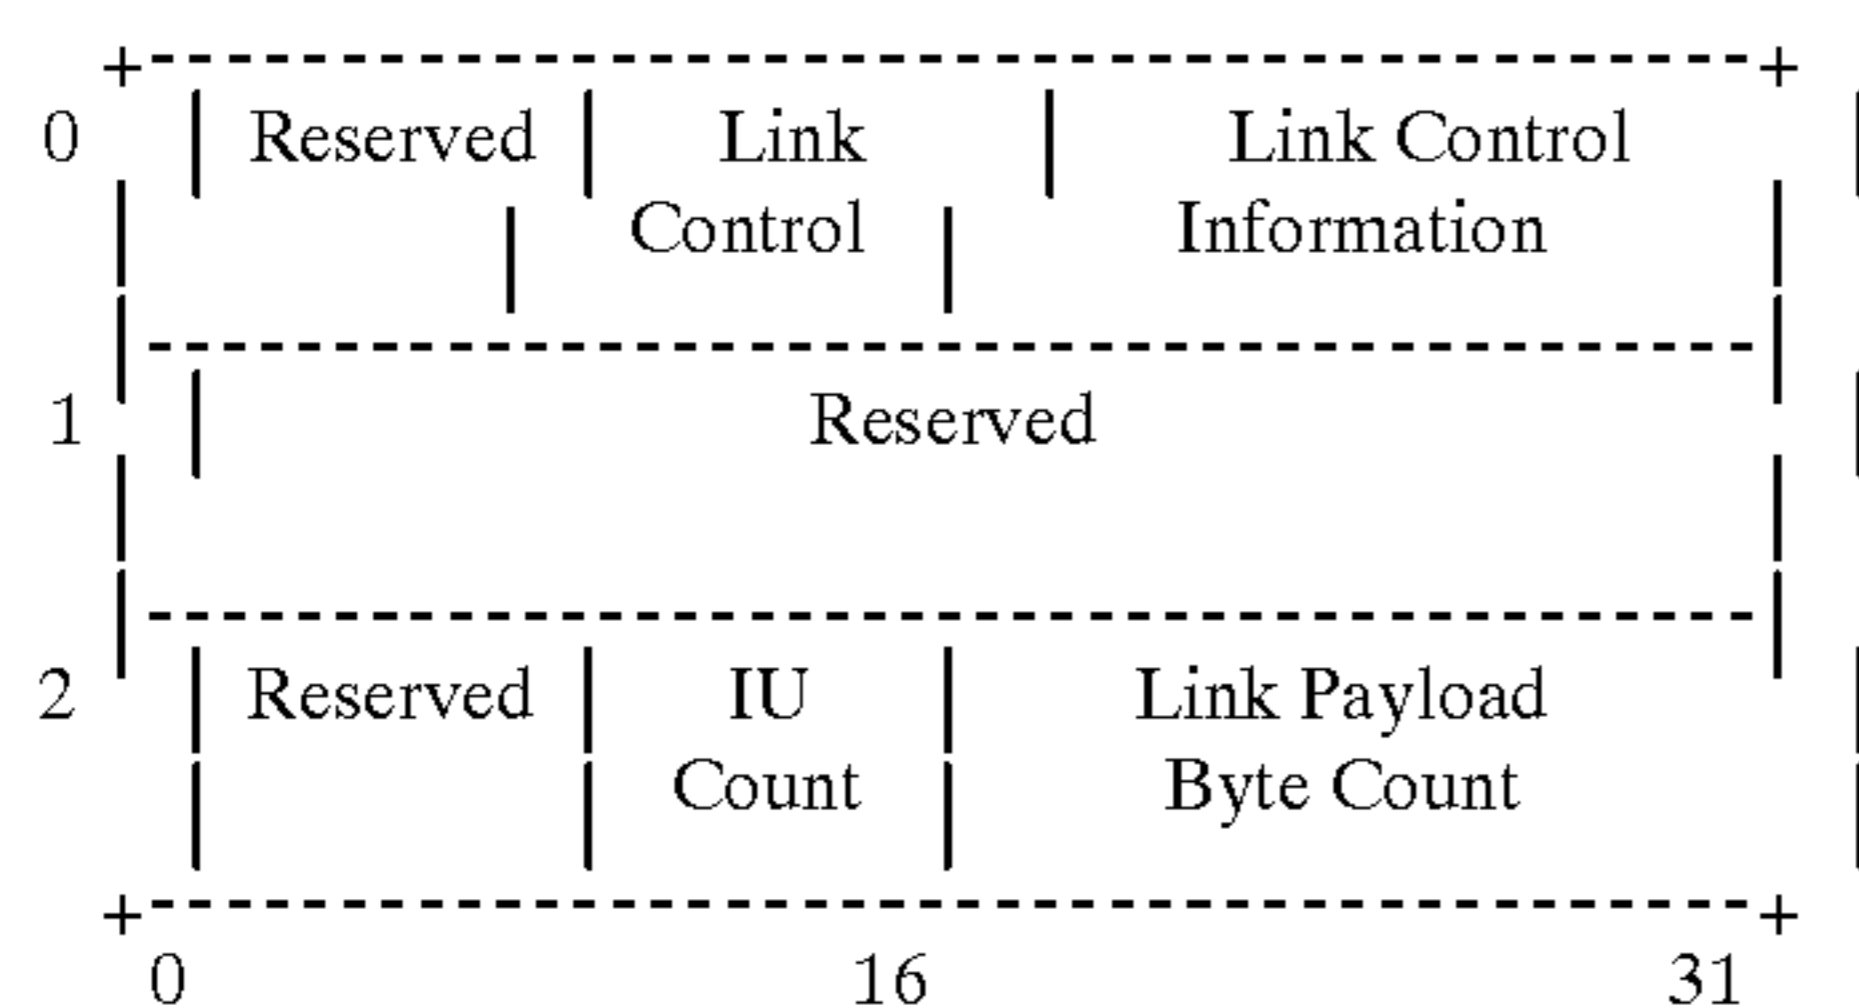 0 Reserved Link Link Control
Control Information
1 Reserved
2 Reserved IU Link Payload
Count Byte Count
0 16 31